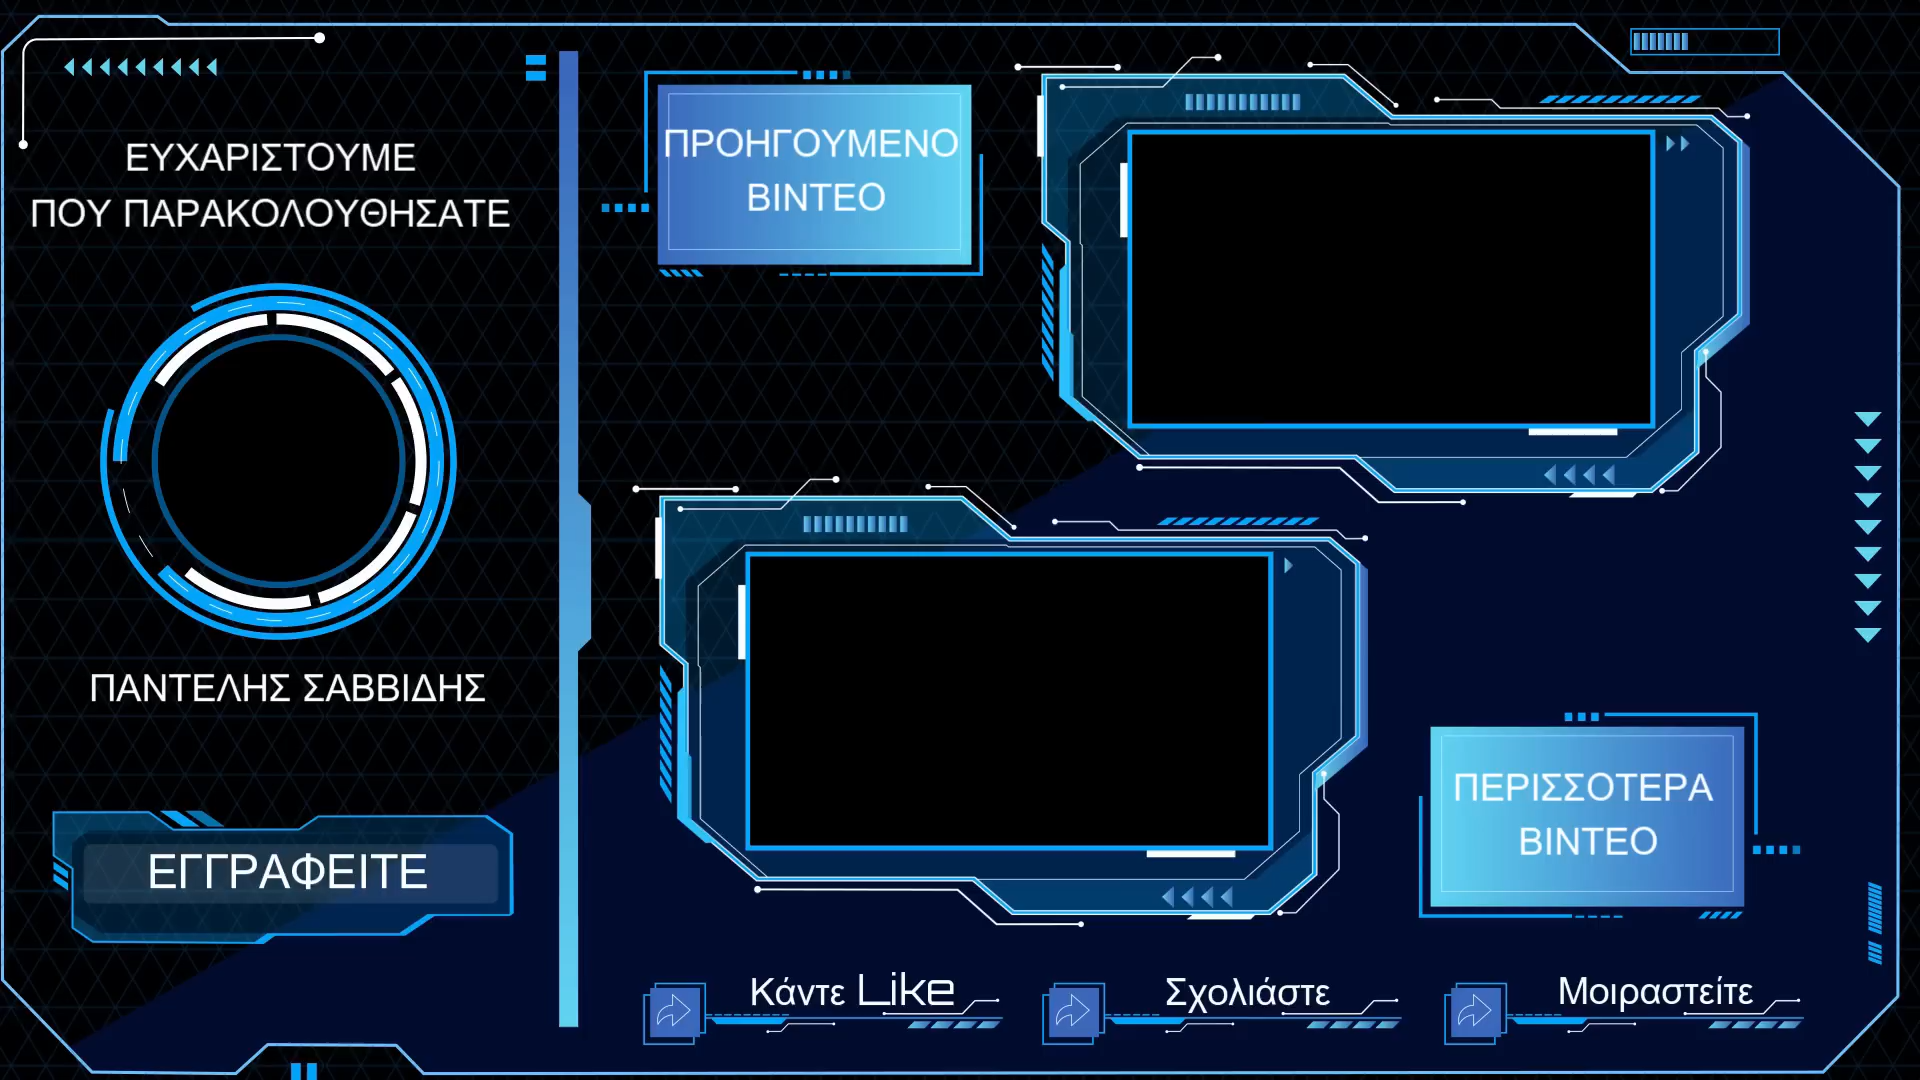 ΕΥΧΑΡΙΣΤΟΥΜΕ
ΠΟΥ ΠΑΡΑΚΟΛΟΥΘΗΣΑΤΕ
ΠΑΝΤΕΛΗΣ ΣΑΒΒΙΔΗΣ
ΕΓΓΡΑΦΕΙΤΕ
ΠΡΟΗΓΟΥΜΕΝΟ
ΒΙΝΤΕΟ
ΠΕΡΙΣΣΟΤΕΡΑ
ΒΙΝΤΕΟ
Κάντε Like
Σχολιάστε
Μοιραστείτε